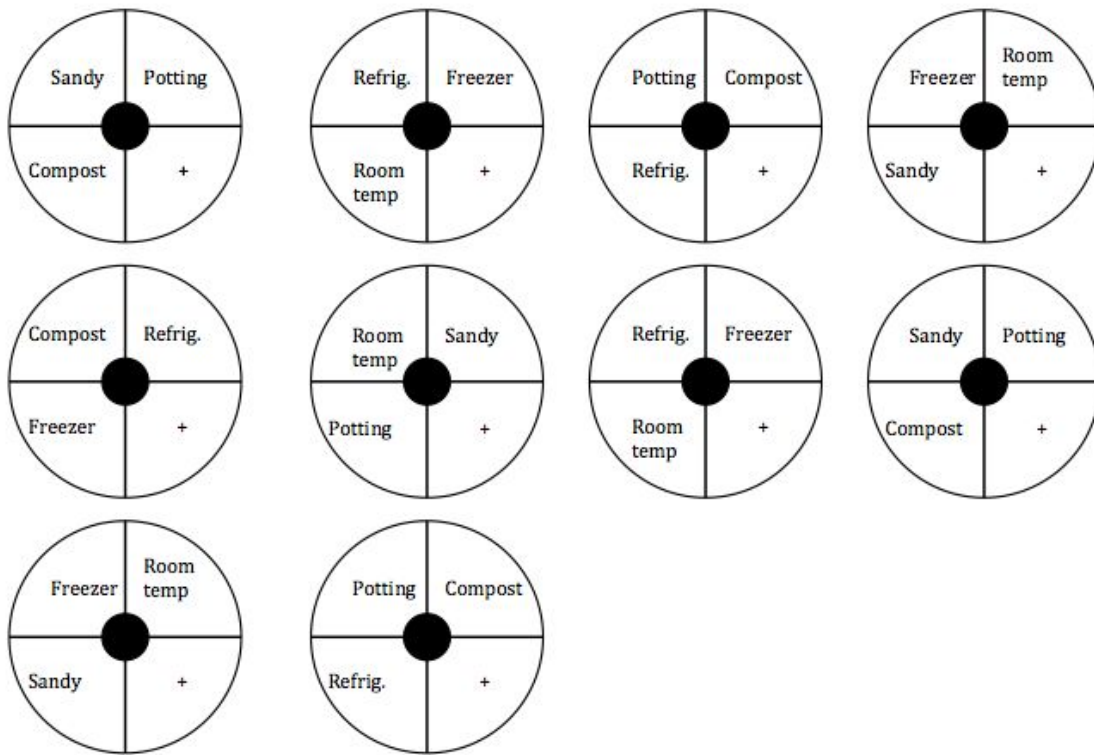 Sandy Potting
Compost +
Refrig. Freezer
Room
temp +
Potting Compost
Refrig. +
Freezer Room
temp
Sandy +
Compost Refrig.
Freezer +
Room
temp Sandy
Potting +
Refrig. Freezer
Room
temp +
Sandy Potting
Compost +
Freezer Room
temp
Sandy +
Potting Compost
Refrig. +